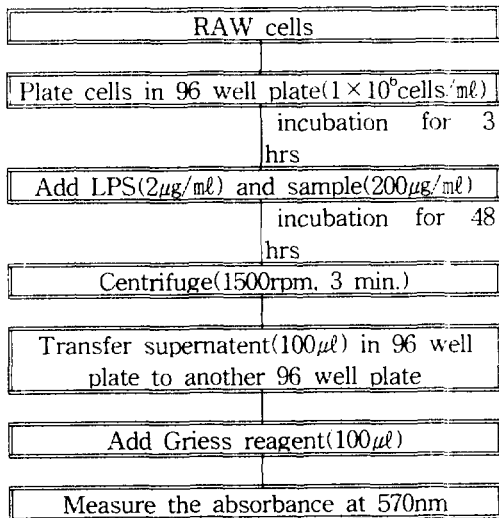 RAW cells
Plate cells in 96 well plate(1×10⁶cells/㎖)
incubation for 3
hrs
Add LPS(2μg/㎖) and sample(200μg/㎖)
incubation for 48
hrs
Centrifuge(1500rpm, 3 min.)
Transfer supernatent(100㎕) in 96 well
plate to another 96 well plate
Add Griess reagent(100㎕)
Measure the absorbance at 570nm